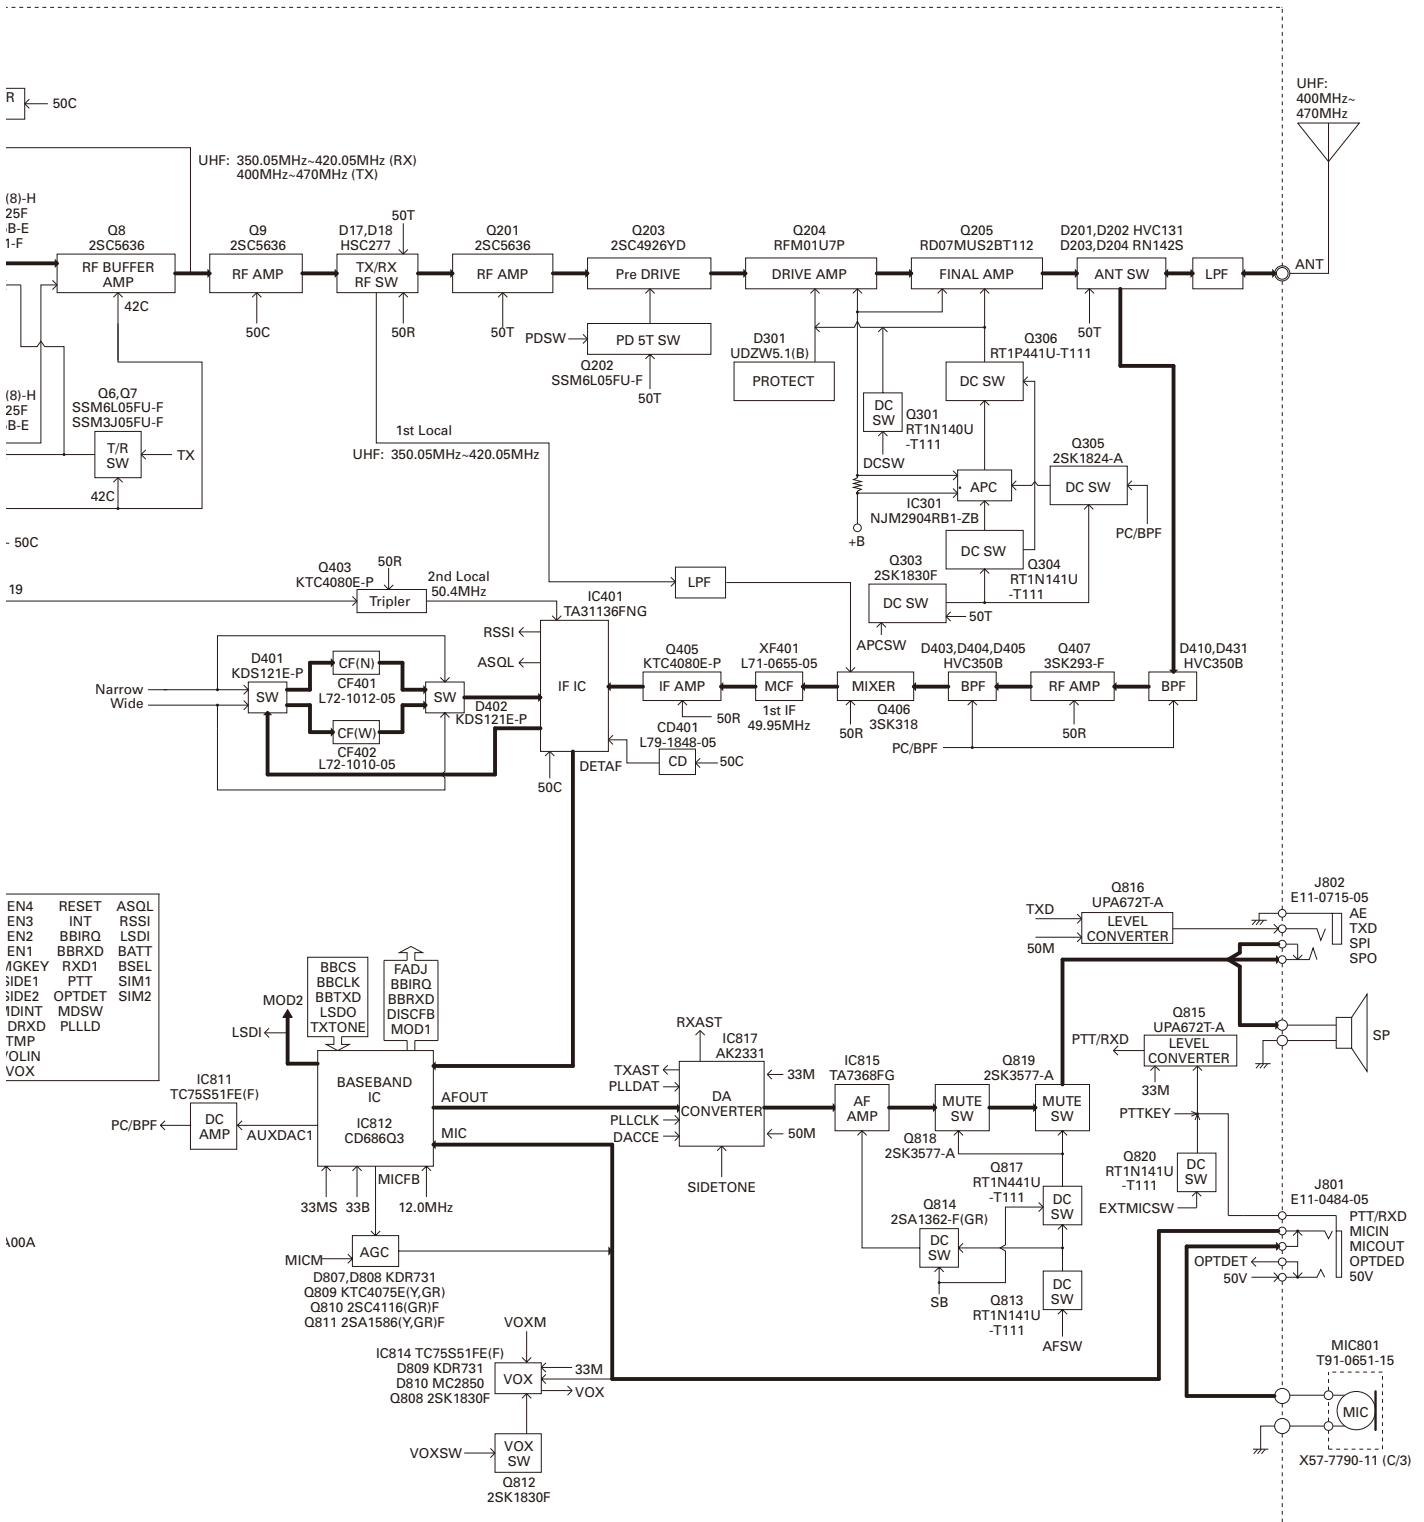 R
50C
UHF:
400MHz~
470MHz
ANT
UHF: 350.05MHz~420.05MHz (RX)
400MHz~470MHz (TX)
(8)-H
25F
B-E
1-F
Q8
2SC5636
RF BUFFER
AMP
42C
Q9
2SC5636
RF AMP
50C
50T
D17,D18
HSC277
TX/RX
RF SW
50R
Q201
2SC5636
RF AMP
50T
Q203
2SC4926YD
Pre DRIVE
PDSW
PD 5T SW
Q202
SSM6L05FU-F
50T
Q204
RFM01U7P
DRIVE AMP
D301
UDZW5.1(B)
PROTECT
Q205
RD07MUS2BT112
FINAL AMP
D201,D202 HVC131
D203,D204 RN142S
ANT SW
50T
LPF
Q306
RT1P441U-T111
DC SW
DC
SW
Q301
RT1N140U
-T111
DCSW
Q305
2SK1824-A
DC SW
PC/BPF
APC
IC301
NJM2904RB1-ZB
+B
DC SW
Q304
RT1N141U
-T111
Q303
2SK1830F
DC SW
50T
APCSW
(8)-H
25F
B-E
Q6,Q7
SSM6L05FU-F
SSM3J05FU-F
T/R
SW
TX
42C
1st Local
UHF: 350.05MHz~420.05MHz
- 50C
19
Q403
KTC4080E-P
50R
Tripler
2nd Local
50.4MHz
LPF
IC401
TA31136FNG
RSSI
ASQL
IF IC
50C
DETAF
Narrow
Wide
D401
KDS121E-P
SW
CF(N)
CF401
L72-1012-05
CF(W)
CF402
L72-1010-05
SW
D402
KDS121E-P
Q405
KTC4080E-P
IF AMP
50R
CD401
L79-1848-05
CD
50C
XF401
L71-0655-05
MCF
1st IF
49.95MHz
MIXER
Q406
3SK318
50R
D403,D404,D405
HVC350B
BPF
PC/BPF
Q407
3SK293-F
RF AMP
50R
D410,D431
HVC350B
BPF
EN4 RESET ASQL
EN3 INT RSSI
EN2 BBIRQ LSDI
EN1 BBRXD BATT
MGKEY RXD1 BSEL
SIDE1 PTT SIM1
SIDE2 OPTDET SIM2
MDINT MDSW
DRXD PLLLD
TMP
VOLIN
VOX
MOD2
LSDI
BBCS
BBCLK
BBTXD
LSDO
TXTONE
FADJ
BBIRQ
BBRXD
DISCFB
MOD1
BASEBAND
IC
IC812
CD686Q3
AFOUT
MIC
MICFB
33MS
33B
12.0MHz
IC811
TC75S51FE(F)
DC
AMP
PC/BPF
AUXDAC1
MICM
AGC
D807,D808 KDR731
Q809 KTC4075E(Y,GR)
Q810 2SC4116(GR)F
Q811 2SA1586(Y,GR)F
A00A
VOXM
IC814 TC75S51FE(F)
D809 KDR731
D810 MC2850
Q808 2SK1830F
VOX
33M
VOX
VOXSW
VOX
SW
Q812
2SK1830F
RXAST
IC817
AK2331
TXAST
PLLDAT
PLLCLK
DACCE
DA
CONVERTER
33M
50M
SIDETONE
IC815
TA7368FG
AF
AMP
MUTE
SW
Q818
2SK3577-A
Q819
2SK3577-A
MUTE
SW
Q817
RT1N441U
-T111
DC
SW
Q814
2SA1362-F(GR)
DC
SW
SB
DC
SW
Q813
RT1N141U
-T111
AFSW
Q816
UPA672T-A
TXD
50M
LEVEL
CONVERTER
J802
E11-0715-05
AE
TXD
SPI
SPO
SP
Q815
UPA672T-A
PTT/RXD
LEVEL
CONVERTER
33M
PTTKEY
Q820
RT1N141U
-T111
DC
SW
EXTMICSW
J801
E11-0484-05
PTT/RXD
MICIN
MICOUT
OPTDED
50V
OPTDET
50V
MIC801
T91-0651-15
MIC
X57-7790-11 (C/3)